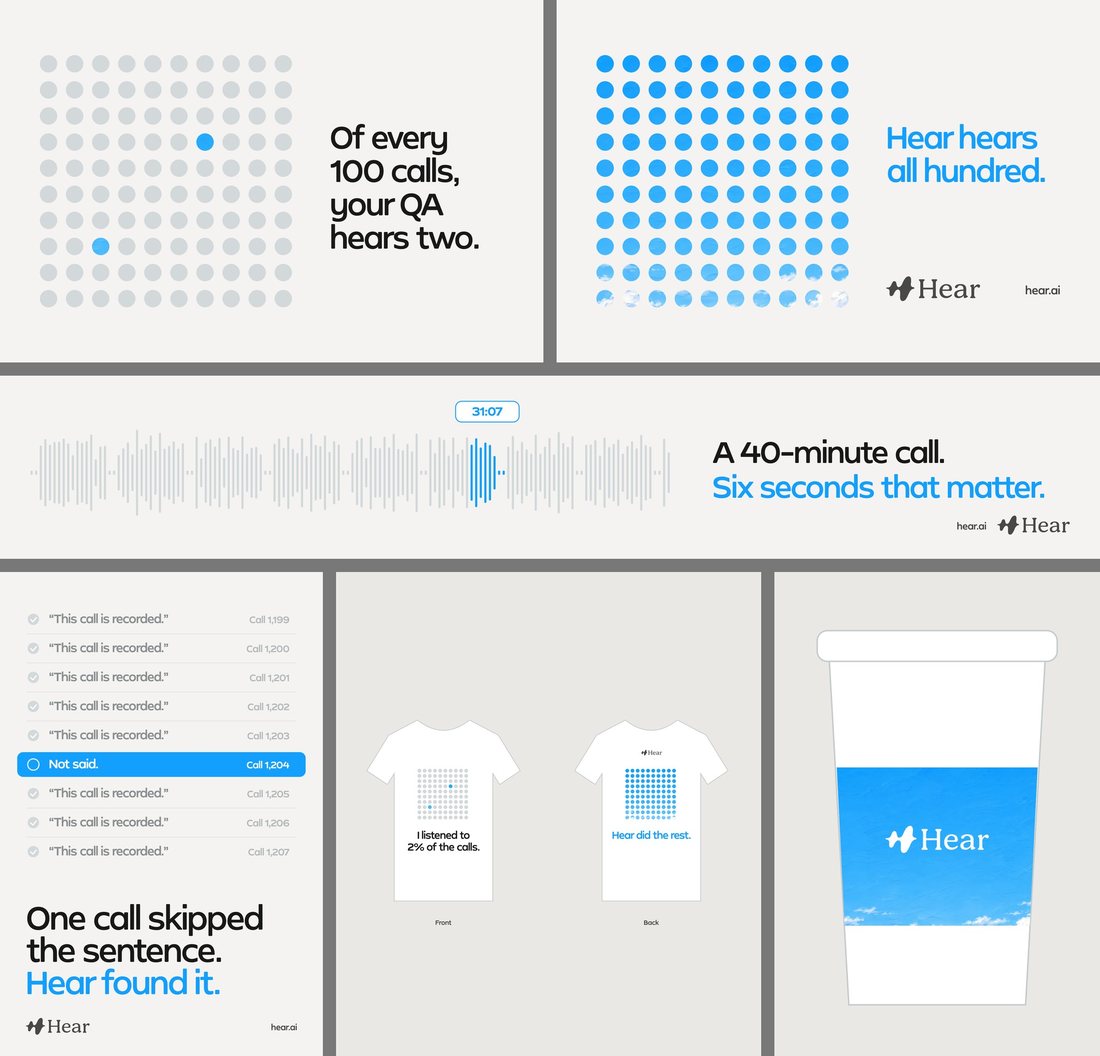 Of every
100 calls,
your QA
hears two.
Hear hears
all hundred.
Hear
hear.ai
31:07
A 40-minute call.
Six seconds that matter.
hear.ai
Hear
“This call is recorded.” Call 1,199
“This call is recorded.” Call 1,200
“This call is recorded.” Call 1,201
“This call is recorded.” Call 1,202
“This call is recorded.” Call 1,203
Not said. Call 1,204
“This call is recorded.” Call 1,205
“This call is recorded.” Call 1,206
“This call is recorded.” Call 1,207
One call skipped
the sentence.
Hear found it.
Hear
hear.ai
I listened to
2% of the calls.
Front
Hear
Hear did the rest.
Back
Hear